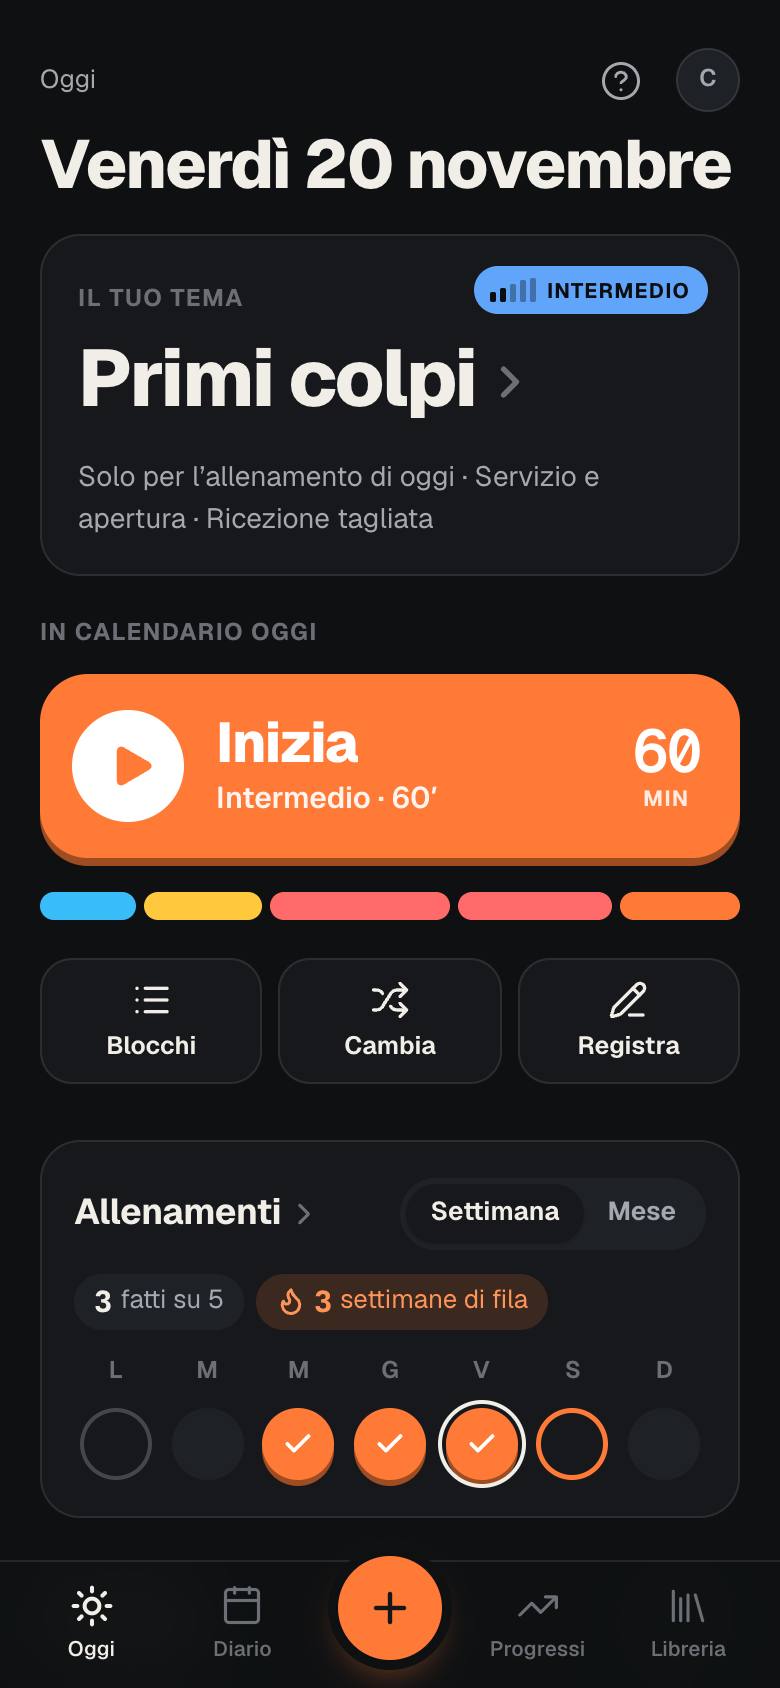 Oggi
C
Venerdì 20 novembre
IL TUO TEMA
INTERMEDIO
Primi colpi
Solo per l’allenamento di oggi · Servizio e
apertura · Ricezione tagliata
IN CALENDARIO OGGI
Inizia
Intermedio · 60′
60
MIN
Blocchi
Cambia
Registra
Allenamenti
Settimana
Mese
3 fatti su 5
3 settimane di fila
L M M G V S D
Oggi
Diario
Progressi
Libreria